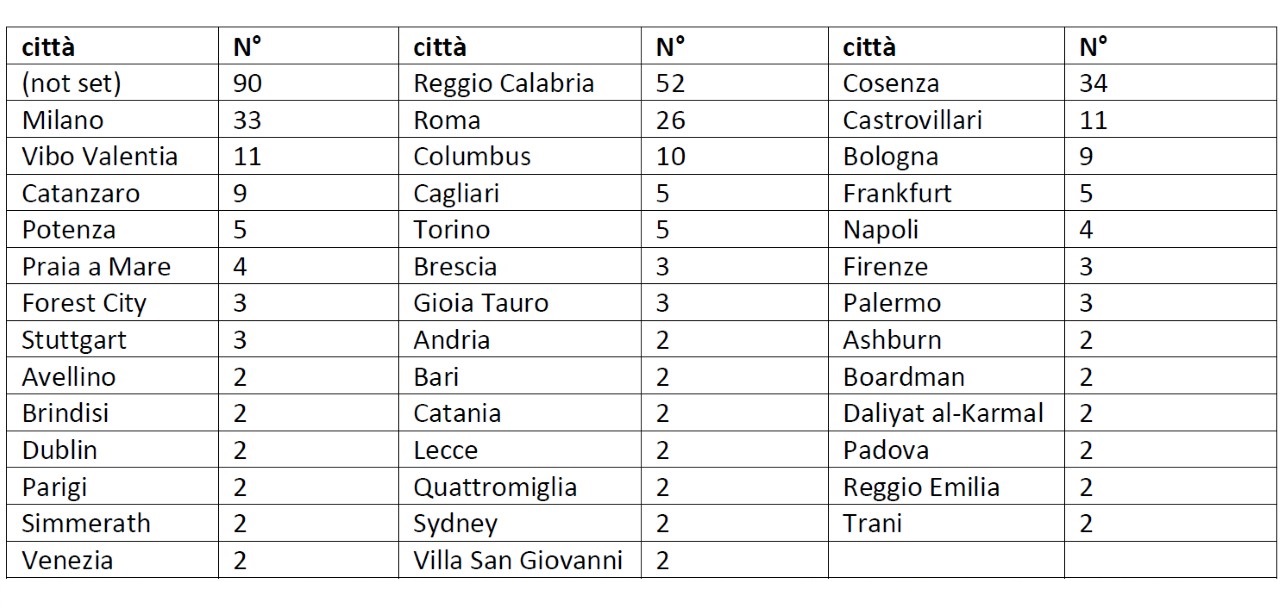 città N° città N° città N°
(not set) 90 Reggio Calabria 52 Cosenza 34
Milano 33 Roma 26 Castrovillari 11
Vibo Valentia 11 Columbus 10 Bologna 9
Catanzaro 9 Cagliari 5 Frankfurt 5
Potenza 5 Torino 5 Napoli 4
Praia a Mare 4 Brescia 3 Firenze 3
Forest City 3 Gioia Tauro 3 Palermo 3
Stuttgart 3 Andria 2 Ashburn 2
Avellino 2 Bari 2 Boardman 2
Brindisi 2 Catania 2 Daliyat al-Karmal 2
Dublin 2 Lecce 2 Padova 2
Parigi 2 Quattromiglia 2 Reggio Emilia 2
Simmerath 2 Sydney 2 Trani 2
Venezia 2 Villa San Giovanni 2